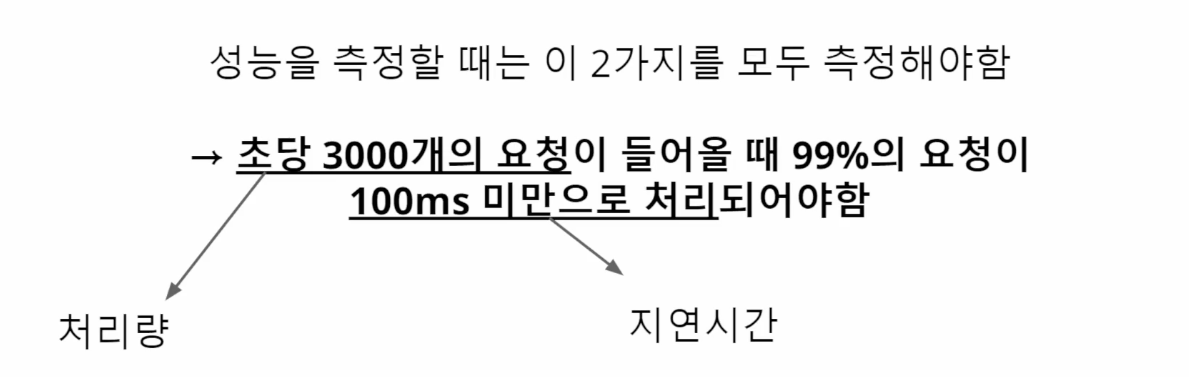 성능을 측정할 때는 이 2가지를 모두 측정해야함
→ 초당 3000개의 요청이 들어올 때 99%의 요청이
100ms 미만으로 처리되어야함
처리량
지연시간